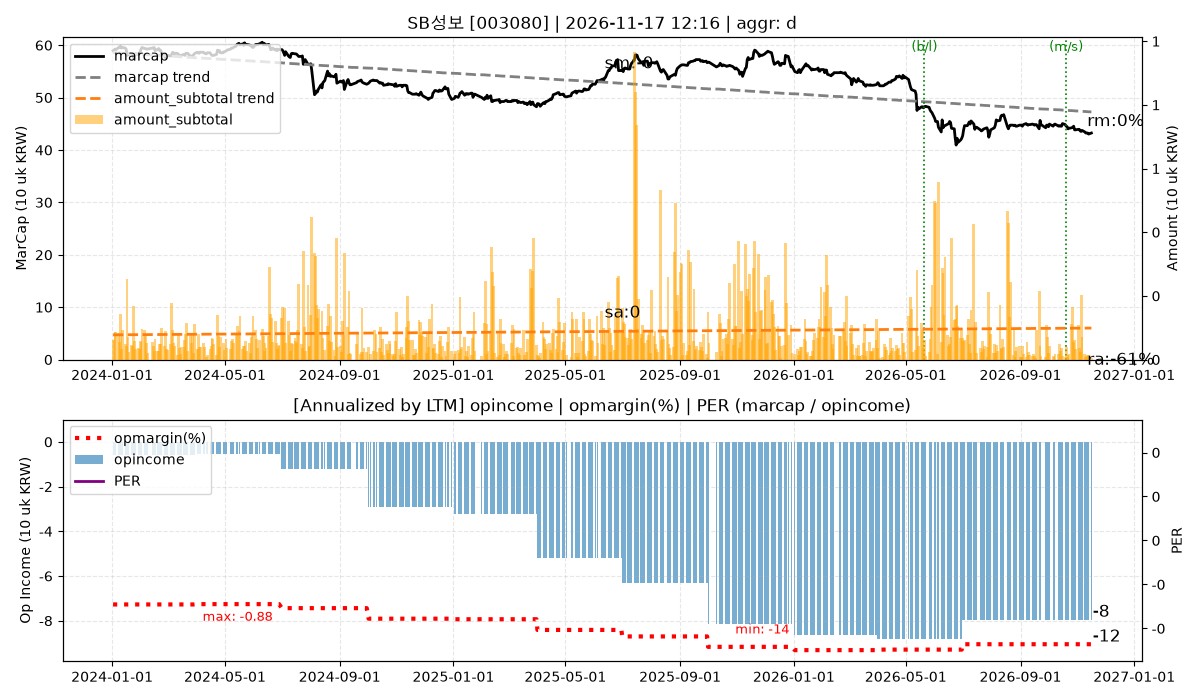 SB성보 [003080] | 2026-11-17 12:16 | aggr: d
marcap
marcap trend
amount_subtotal trend
amount_subtotal
(b/l)
(m/s)
sa:0
rm:0%
ra:-61%
MarCap (10 uk KRW)
60
50
40
30
20
10
0
Amount (10 uk KRW)
1
1
1
0
0
0
2024-01-01 2024-05-01 2024-09-01 2025-01-01 2025-05-01 2025-09-01 2026-01-01 2026-05-01 2026-09-01 2027-01-01
[Annualized by LTM] opincome | opmargin(%) | PER (marcap / opincome)
opmargin(%)
opincome
PER
max: -0.88
min: -14
-8
-12
Op Income (10 uk KRW)
0
-2
-4
-6
-8
PER
0
0
0
-0
-0
2024-01-01 2024-05-01 2024-09-01 2025-01-01 2025-05-01 2025-09-01 2026-01-01 2026-05-01 2026-09-01 2027-01-01